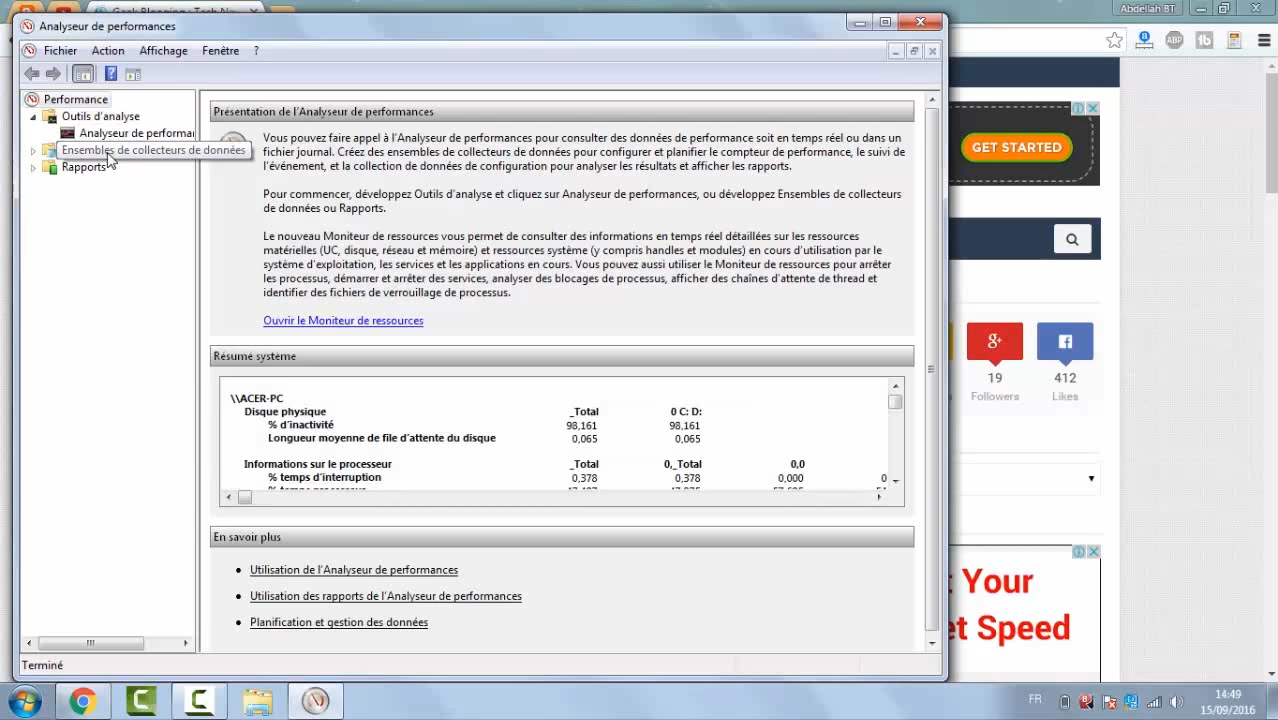 Geek Blogging : Tech New
Abdellah BT
Analyseur de performances
Fichier Action Affichage Fenêtre ?
Performance
Outils d'analyse
Analyseur de performan
Ensembles de collecteurs de données
Rapports
Présentation de l'Analyseur de performances
Vous pouvez faire appel à l'Analyseur de performances pour consulter des données de performance soit en temps réel ou dans un
fichier journal. Créez des ensembles de collecteurs de données pour configurer et planifier le compteur de performance, le suivi de
l'événement, et la collection de données de configuration pour analyser les résultats et afficher les rapports.
Pour commencer, développez Outils d'analyse et cliquez sur Analyseur de performances, ou développez Ensembles de collecteurs
de données ou Rapports.
Le nouveau Moniteur de ressources vous permet de consulter des informations en temps réel détaillées sur les ressources
matérielles (UC, disque, réseau et mémoire) et ressources système (y compris handles et modules) en cours d'utilisation par le
système d'exploitation, les services et les applications en cours. Vous pouvez aussi utiliser le Moniteur de ressources pour arrêter
les processus, démarrer et arrêter des services, analyser des blocages de processus, afficher des chaînes d'attente de thread et
identifier des fichiers de verrouillage de processus.
Ouvrir le Moniteur de ressources
Résumé système
\\ACER-PC
Disque physique _Total 0 C: D:
% d'inactivité 98,161 98,161
Longueur moyenne de file d'attente du disque 0,065 0,065
Informations sur le processeur _Total 0,_Total 0,0
% temps d'interruption 0,378 0,378 0,000 0
En savoir plus
Utilisation de l'Analyseur de performances
Utilisation des rapports de l'Analyseur de performances
Planification et gestion des données
Terminé
ABP
GET STARTED
g+
19
Followers
412
Likes
Your
et Speed
FR
14:49
15/09/2016